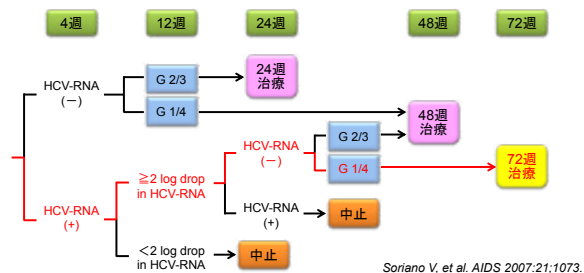 4週
12週
24週
48週
72週
HCV-RNA
(－)
G 2/3
24週
治療
G 1/4
48週
治療
HCV-RNA
(－)
G 2/3
G 1/4
72週
治療
HCV-RNA
(+)
≧2 log drop
in HCV-RNA
HCV-RNA
(+)
中止
＜2 log drop
in HCV-RNA
中止
Soriano V, et al. AIDS 2007:21;1073.